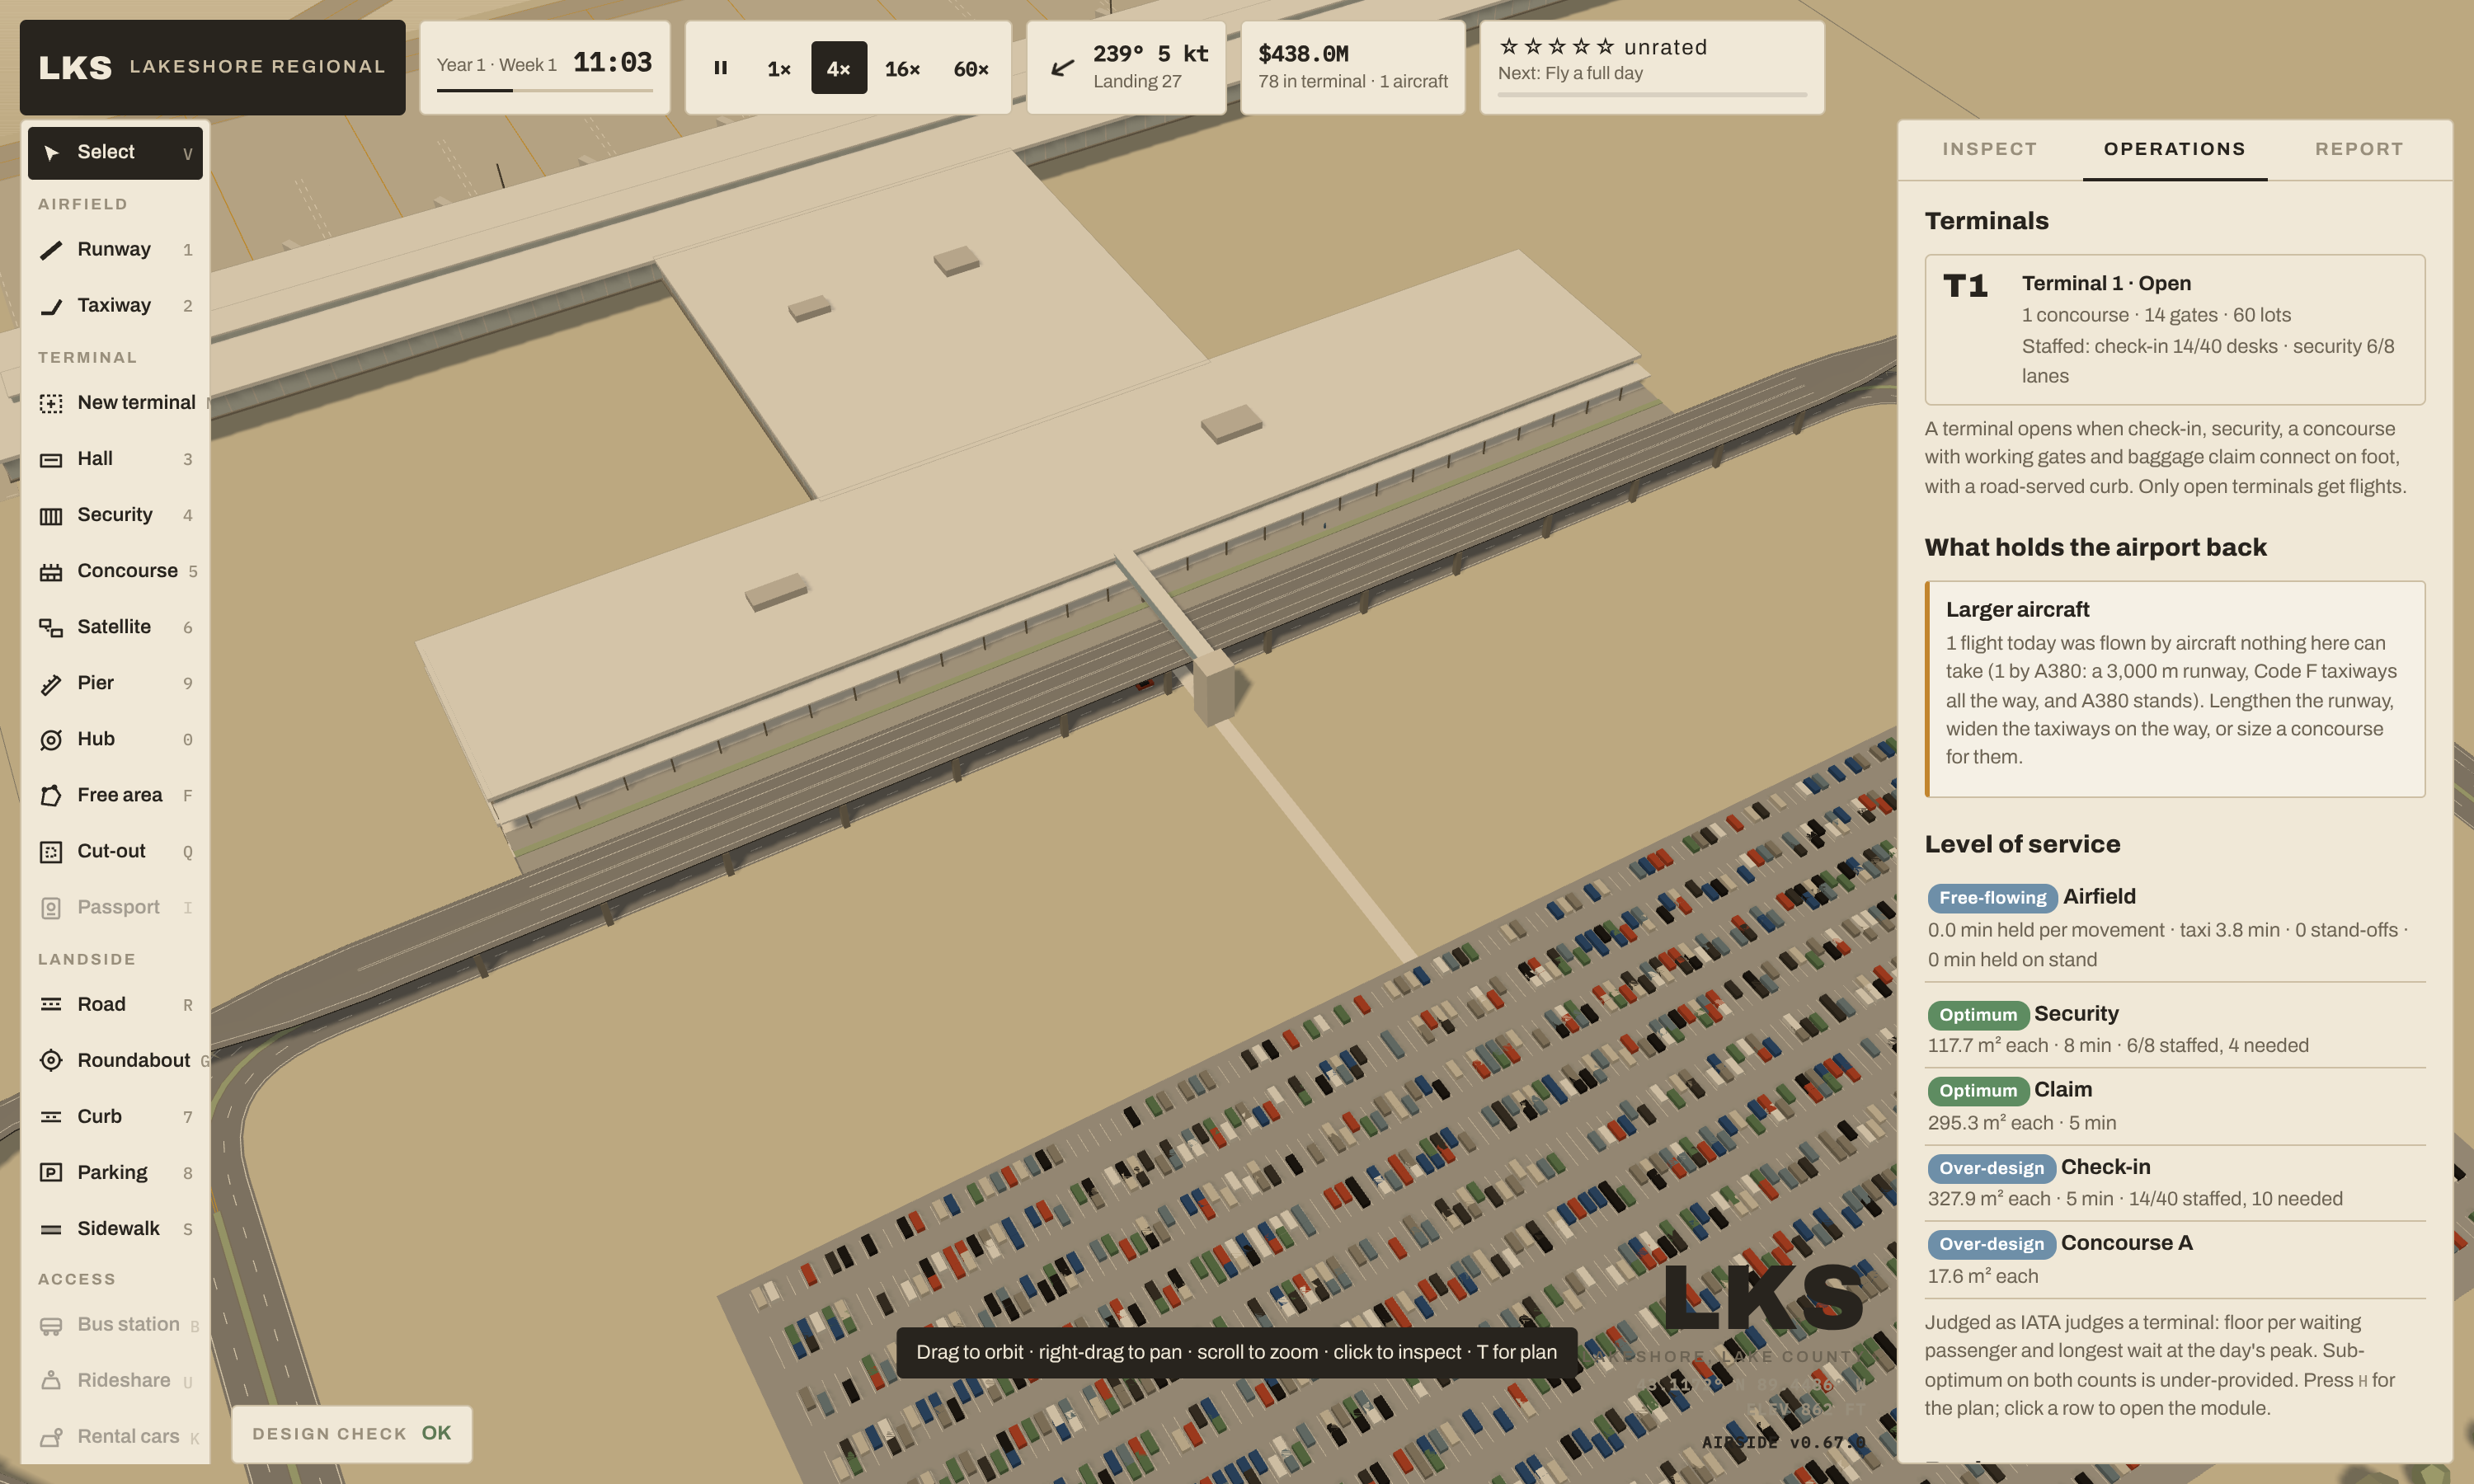 LKS LAKESHORE REGIONAL
Year 1 · Week 1 11:03
1× 4× 16× 60×
239° 5 kt
Landing 27
$438.0M
78 in terminal · 1 aircraft
☆☆☆☆☆ unrated
Next: Fly a full day
Select V
AIRFIELD
Runway 1
Taxiway 2
TERMINAL
New terminal
Hall 3
Security 4
Concourse 5
Satellite 6
Pier 9
Hub 0
Free area F
Cut-out Q
Passport I
LANDSIDE
Road R
Roundabout G
Curb 7
Parking 8
Sidewalk S
ACCESS
Bus station B
Rideshare U
Rental cars K
DESIGN CHECK OK
Drag to orbit · right-drag to pan · scroll to zoom · click to inspect · T for plan
LKS
AIRSIDE v0.67.0
INSPECT OPERATIONS REPORT
Terminals
T1
Terminal 1 · Open
1 concourse · 14 gates · 60 lots
Staffed: check-in 14/40 desks · security 6/8
lanes
A terminal opens when check-in, security, a concourse
with working gates and baggage claim connect on foot,
with a road-served curb. Only open terminals get flights.
What holds the airport back
Larger aircraft
1 flight today was flown by aircraft nothing here can
take (1 by A380: a 3,000 m runway, Code F taxiways
all the way, and A380 stands). Lengthen the runway,
widen the taxiways on the way, or size a concourse
for them.
Level of service
Free-flowing Airfield
0.0 min held per movement · taxi 3.8 min · 0 stand-offs ·
0 min held on stand
Optimum Security
117.7 m² each · 8 min · 6/8 staffed, 4 needed
Optimum Claim
295.3 m² each · 5 min
Over-design Check-in
327.9 m² each · 5 min · 14/40 staffed, 10 needed
Over-design Concourse A
17.6 m² each
Judged as IATA judges a terminal: floor per waiting
passenger and longest wait at the day's peak. Sub-
optimum on both counts is under-provided. Press H for
the plan; click a row to open the module.